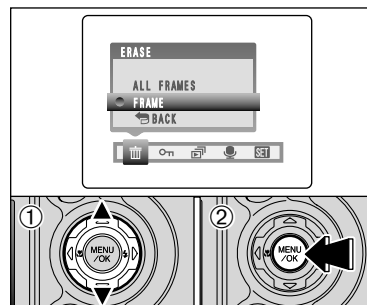 ERASE
ALL FRAMES
FRAME
BACK
SET
①
MENU
/OK
②
MENU
/OK